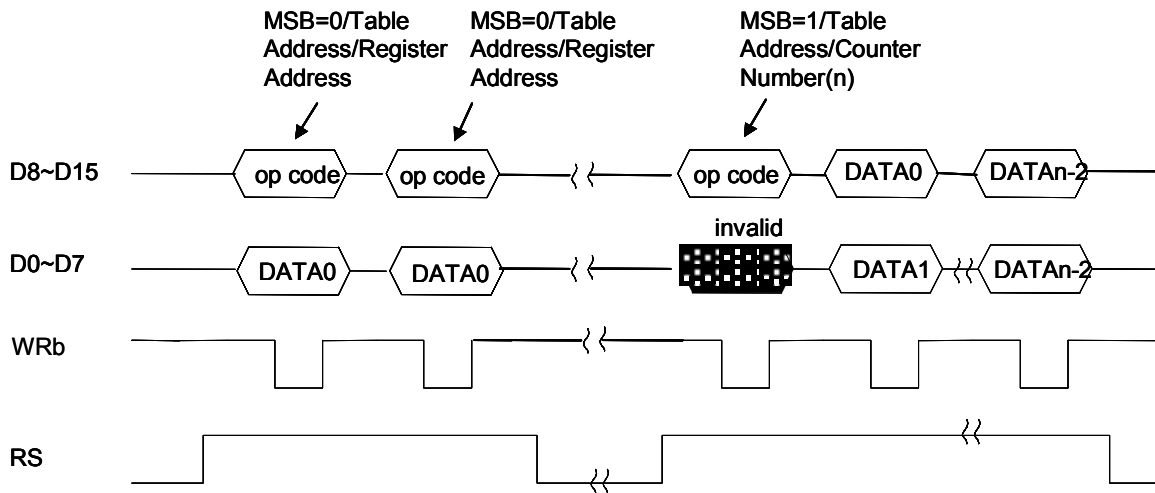 MSB=0/Table
Address/Register
Address
MSB=0/Table
Address/Register
Address
MSB=1/Table
Address/Counter
Number(n)
D8~D15
op code
op code
op code
DATA0
DATAn-2
invalid
D0~D7
DATA0
DATA0
DATA1
DATAn-2
WRb
RS